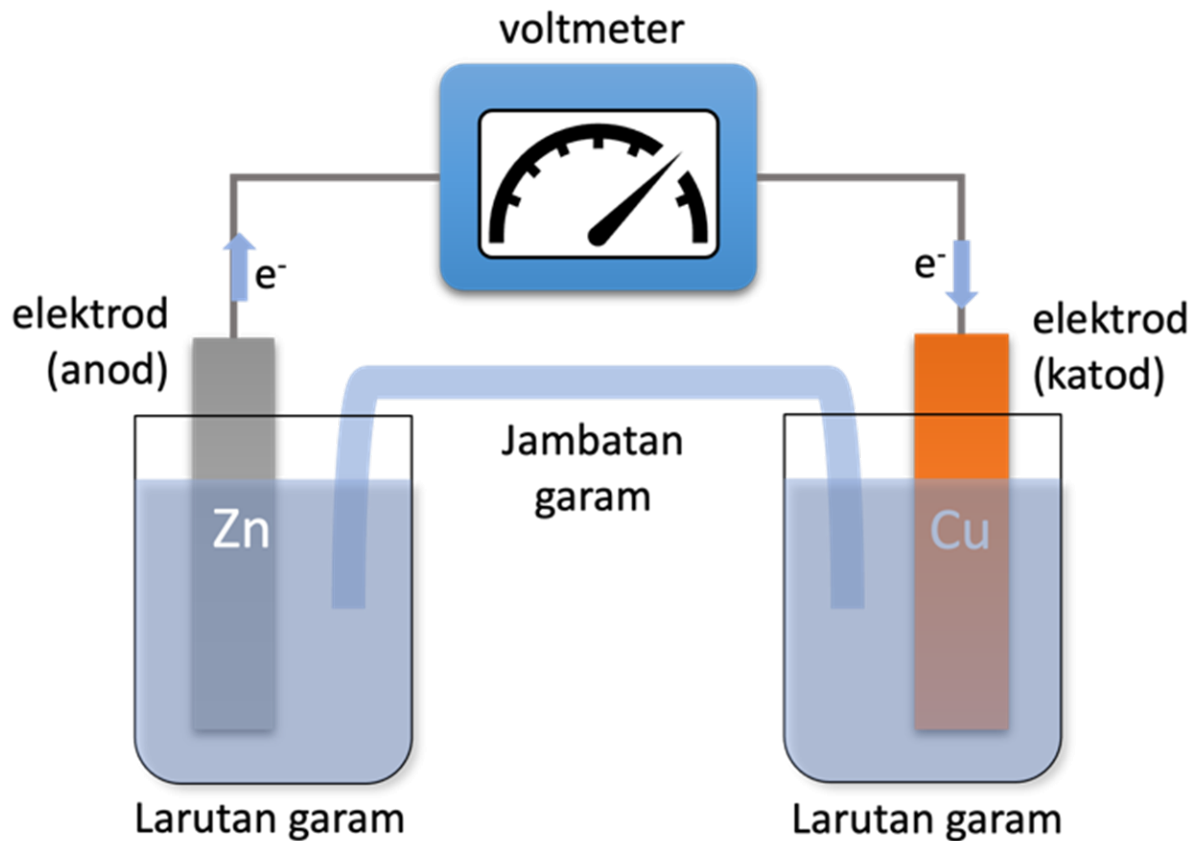 voltmeter
e-
e-
elektrod
(anod)
elektrod
(katod)
Jambatan
garam
Zn
Cu
Larutan garam
Larutan garam